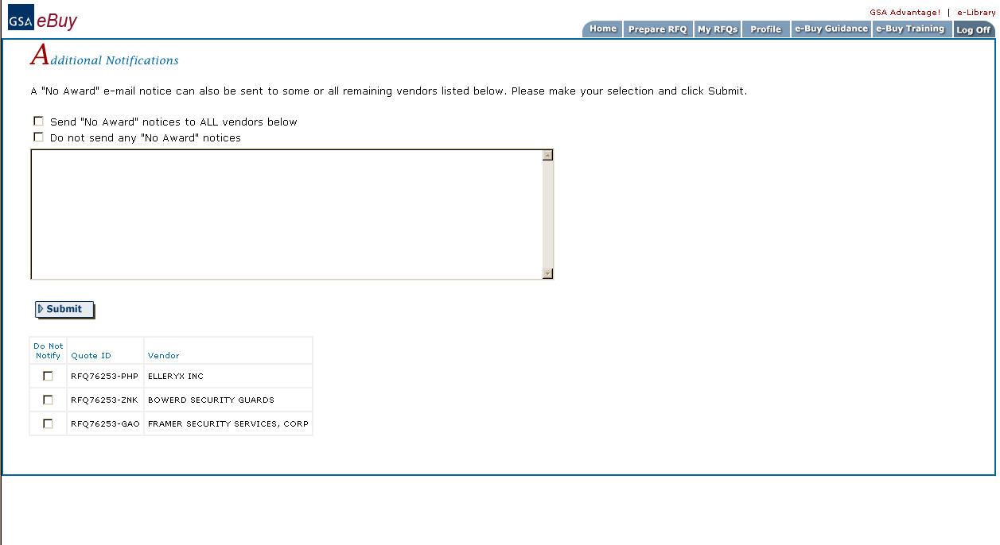 GSA eBuy
GSA Advantage! | e-Library
Home Prepare RFQ My RFQs Profile e-Buy Guidance e-Buy Training Log Off
Additional Notifications
A "No Award" e-mail notice can also be sent to some or all remaining vendors listed below. Please make your selection and click Submit.
Send "No Award" notices to ALL vendors below
Do not send any "No Award" notices
Submit
Do Not
Notify Quote ID Vendor
RFQ76253-PHP ELLERYX INC
RFQ76253-ZNK BOWERD SECURITY GUARDS
RFQ76253-GAO FRAMER SECURITY SERVICES, CORP